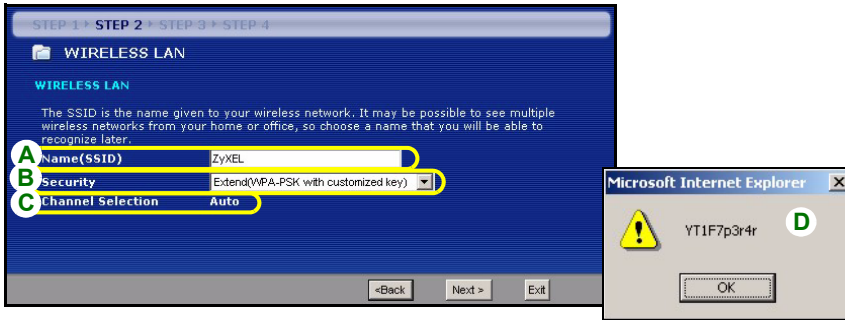 STEP 1 › STEP 2 › STEP 3 › STEP 4
WIRELESS LAN
WIRELESS LAN
The SSID is the name given to your wireless network. It may be possible to see multiple
wireless networks from your home or office, so choose a name that you will be able to
recognize later.
A Name(SSID) ZyXEL
B Security Extend(WPA-PSK with customized key)
C Channel Selection Auto
<Back Next > Exit
Microsoft Internet Explorer X
YT1F7p3r4r D
OK